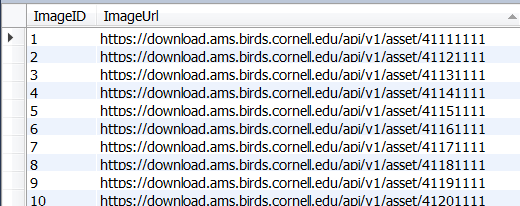 ImageID ImageUrl
1 https://download.ams.birds.cornell.edu/api/v1/asset/41111111
2 https://download.ams.birds.cornell.edu/api/v1/asset/41121111
3 https://download.ams.birds.cornell.edu/api/v1/asset/41131111
4 https://download.ams.birds.cornell.edu/api/v1/asset/41141111
5 https://download.ams.birds.cornell.edu/api/v1/asset/41151111
6 https://download.ams.birds.cornell.edu/api/v1/asset/41161111
7 https://download.ams.birds.cornell.edu/api/v1/asset/41171111
8 https://download.ams.birds.cornell.edu/api/v1/asset/41181111
9 https://download.ams.birds.cornell.edu/api/v1/asset/41191111
10 https://download.ams.birds.cornell.edu/api/v1/asset/41201111